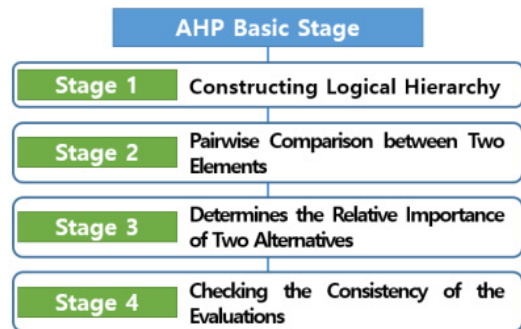 AHP Basic Stage
Stage 1
Constructing Logical Hierarchy
Stage 2
Pairwise Comparison between Two
Elements
Stage 3
Determines the Relative Importance
of Two Alternatives
Stage 4
Checking the Consistency of the
Evaluations